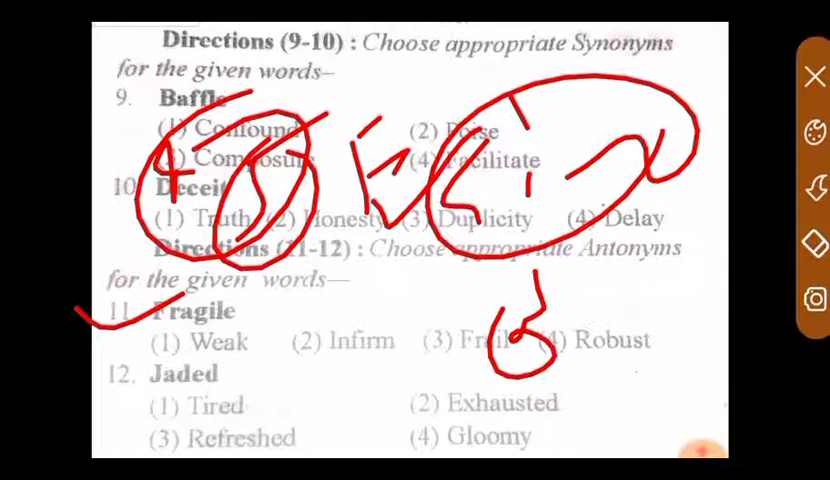 Directions (9-10) : Choose appropriate Synonyms
for the given words–
9. Baffle
(1) Confound (2) Poise
(3) Composure (4) Facilitate
10. Deceit
(1) Truth (2) Honesty (3) Duplicity (4) Delay
Directions (11-12) : Choose appropriate Antonyms
for the given words—
11. Fragile
(1) Weak (2) Infirm (3) Frail (4) Robust
12. Jaded
(1) Tired (2) Exhausted
(3) Refreshed (4) Gloomy